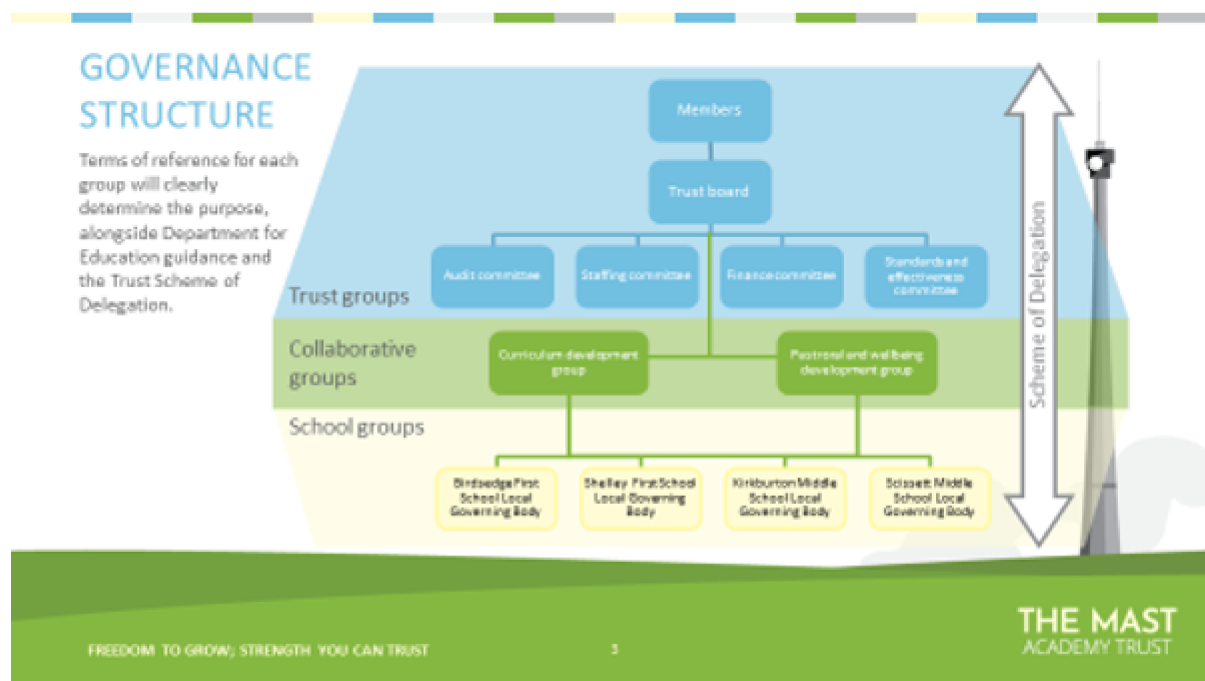 GOVERNANCE
STRUCTURE
Terms of reference for each
group will clearly
determine the purpose,
alongside Department for
Education guidance and
the Trust Scheme of
Delegation.
Members
Trust board
Audit committee
Staffing committee
Finance committee
Standards and
effectiveness
committee
Trust groups
Collaborative
groups
Curriculum development
group
Pastoral and wellbeing
development group
School groups
Birdsedge First
School Local
Governing Body
Shelley First School
Local Governing
Body
Kirkburton Middle
School Local
Governing Body
Scissett Middle
School Local
Governing Body
Scheme of Delegation
FREEDOM TO GROW; STRENGTH YOU CAN TRUST
3
THE MAST
ACADEMY TRUST